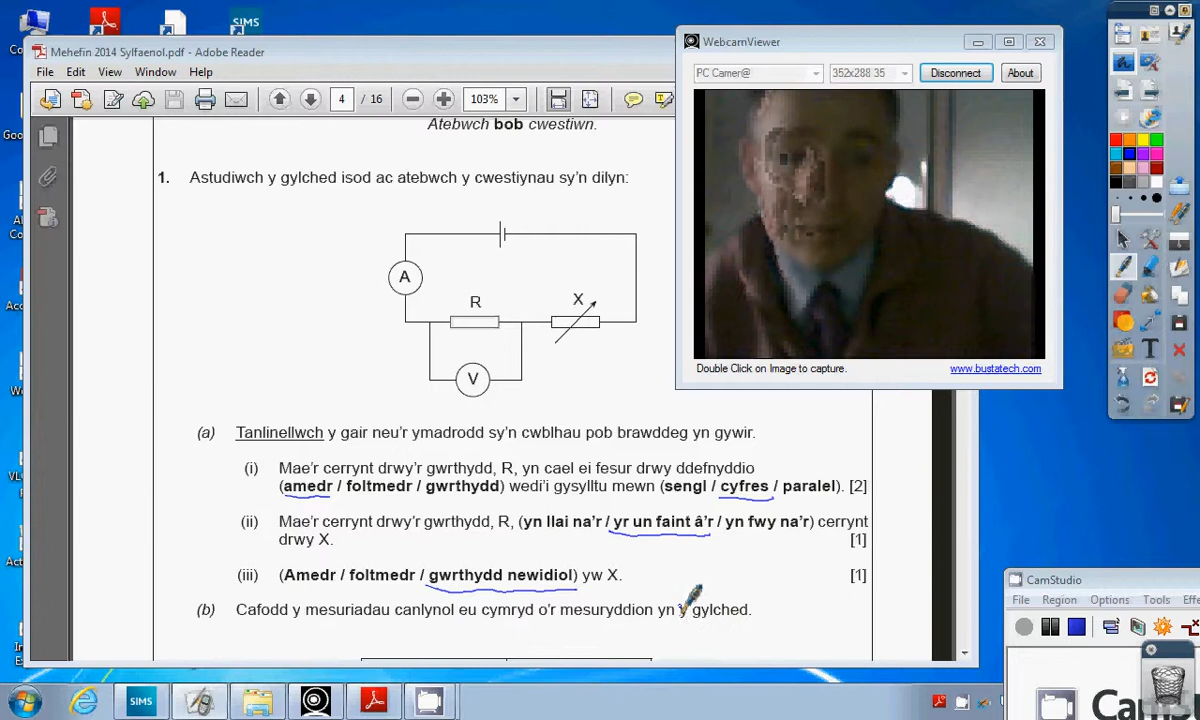 SIMS
Mehefin 2014 Sylfaenol.pdf - Adobe Reader
File Edit View Window Help
4 / 16 103%
Atebwch bob cwestiwn.
1. Astudiwch y gylched isod ac atebwch y cwestiynau sy'n dilyn:
A
R
X
V
(a) Tanlinellwch y gair neu'r ymadrodd sy'n cwblhau pob brawddeg yn gywir.
(i) Mae'r cerrynt drwy'r gwrthydd, R, yn cael ei fesur drwy ddefnyddio
(amedr / foltmedr / gwrthydd) wedi'i gysylltu mewn (sengl / cyfres / paralel). [2]
(ii) Mae'r cerrynt drwy'r gwrthydd, R, (yn llai na'r / yr un faint â'r / yn fwy na'r) cerrynt
drwy X. [1]
(iii) (Amedr / foltmedr / gwrthydd newidiol) yw X. [1]
(b) Cafodd y mesuriadau canlynol eu cymryd o'r mesuryddion yn y gylched.
WebcamViewer
PC Camer@ 352x288 35 Disconnect About
Double Click on Image to capture. www.bustatech.com
CamStudio
File Region Options Tools Effe
SIMS